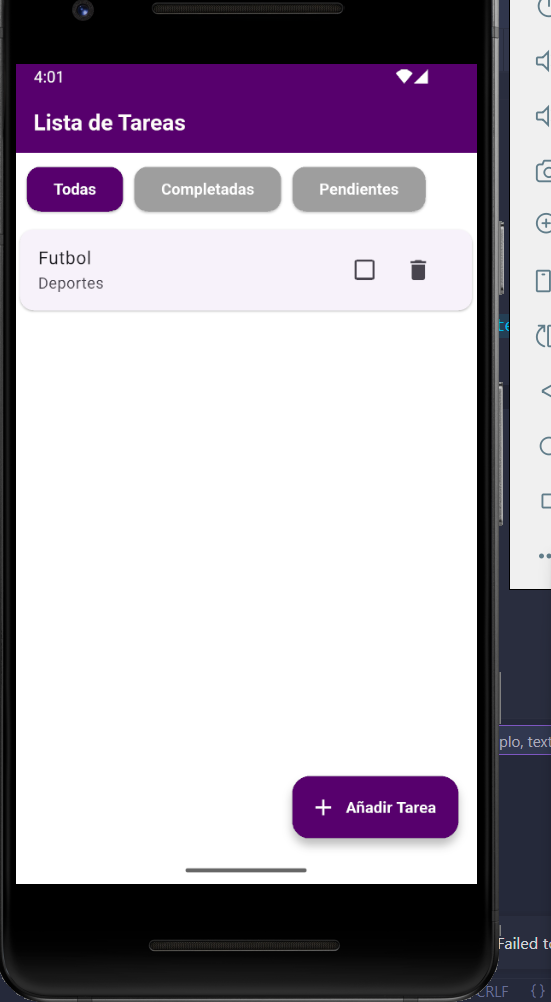 4:01
Lista de Tareas
Todas Completadas Pendientes
Futbol
Deportes
Añadir Tarea
plo, text
Failed to
CRLF {}